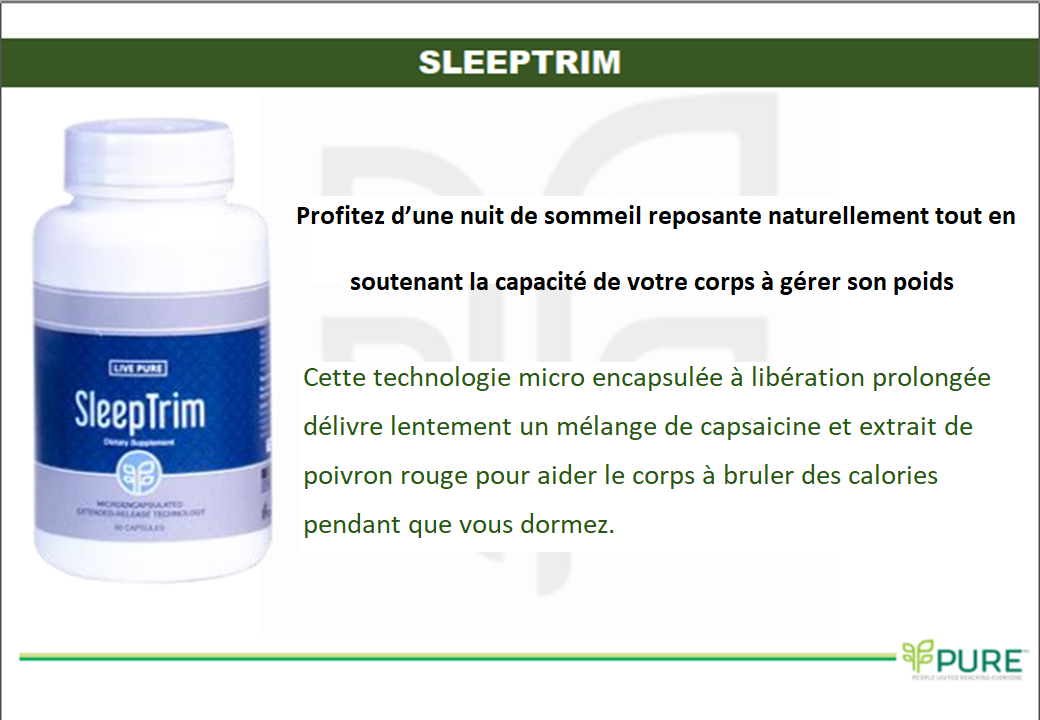 SLEEPTRIM
Profitez d’une nuit de sommeil reposante naturellement tout en
soutenant la capacité de votre corps à gérer son poids
Cette technologie micro encapsulée à libération prolongée
délivre lentement un mélange de capsaicine et extrait de
poivron rouge pour aider le corps à bruler des calories
pendant que vous dormez.
LIVE PURE
SleepTrim
Dietary Supplement
MICROENCAPSULATED
EXTENDED-RELEASE TECHNOLOGY
60 CAPSULES
PURE
PEOPLE UNITED REACHING EVERYONE